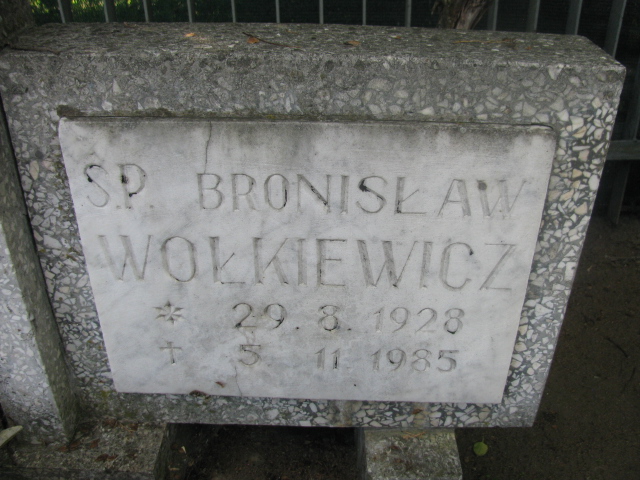 Ś.P. BRONISŁAW
WOŁKIEWICZ
* 29.8.1928
† 5 11 1985